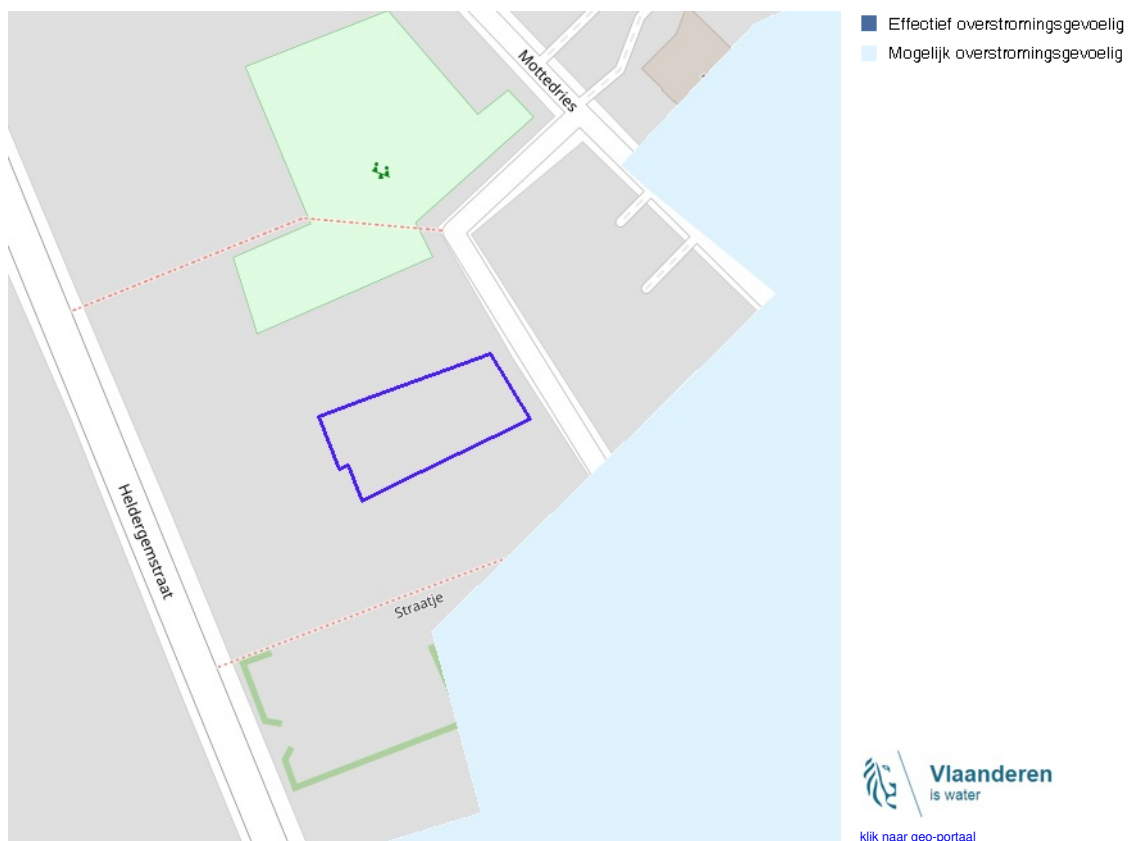 Effectief overstromingsgevoelig
Mogelijk overstromingsgevoelig
Mottedries
Heldergemstraat
Straatje
Vlaanderen
is water
klik naar geo-portaal